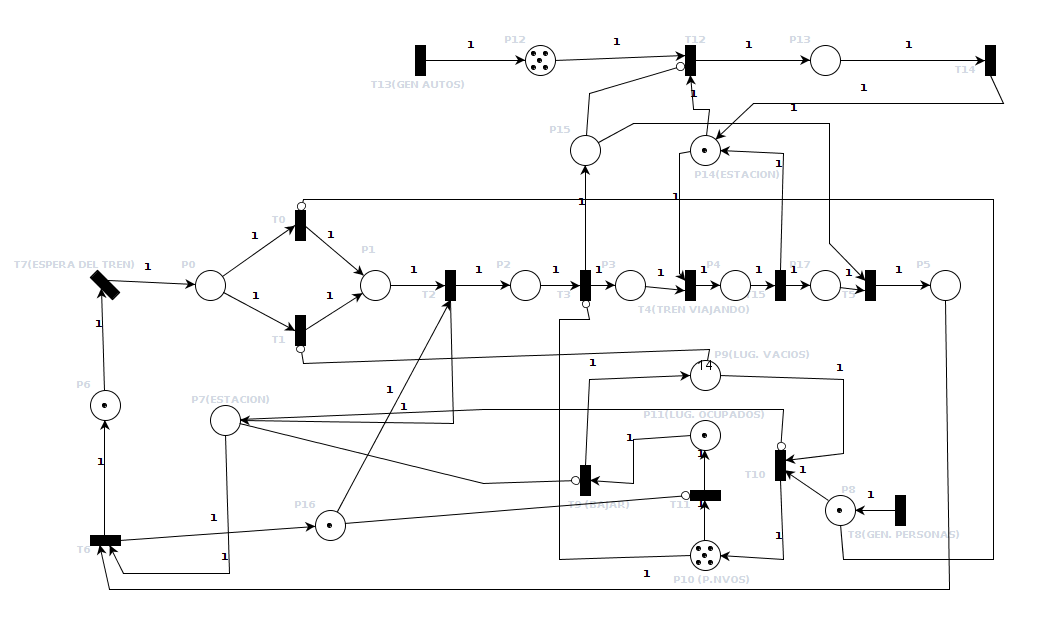 P12
1
1
T12
1
P13
1
T13(GEN AUTOS)
T14
1
1
1
P15
1
P14(ESTACION)
1
1
T0
1
1
P1
T7(ESPERA DEL TREN)
1
P0
1
T2
1
P2
1
T3
1
P3
1
1
P4
1
T15
1
P17
1
T5
1
P5
1
1
T4(TREN VIAJANDO)
1
T1
P9(LUG. VACIOS)
14
1
1
P6
P7(ESTACION)
1
1
P11(LUG. OCUPADOS)
1
1
1
T10
1
P8
1
T9 (BAJAR)
T11
1
P16
1
T8(GEN. PERSONAS)
1
T6
1
1
P10 (P.NVOS)